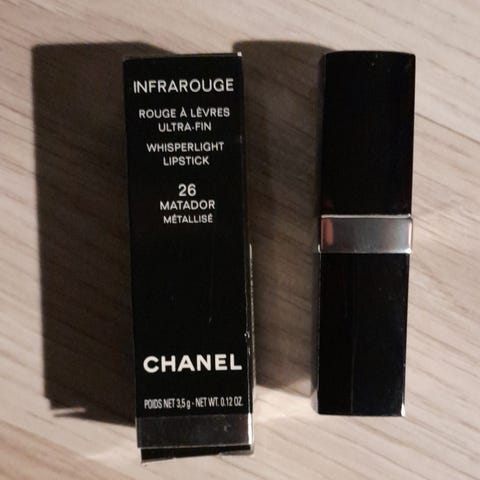 INFRAROUGE
ROUGE À LÈVRES
ULTRA-FIN
WHISPERLIGHT
LIPSTICK
26
MATADOR
MÉTALLISÉ
CHANEL
POIDS NET 3,5 g - NET WT. 0.12 OZ.